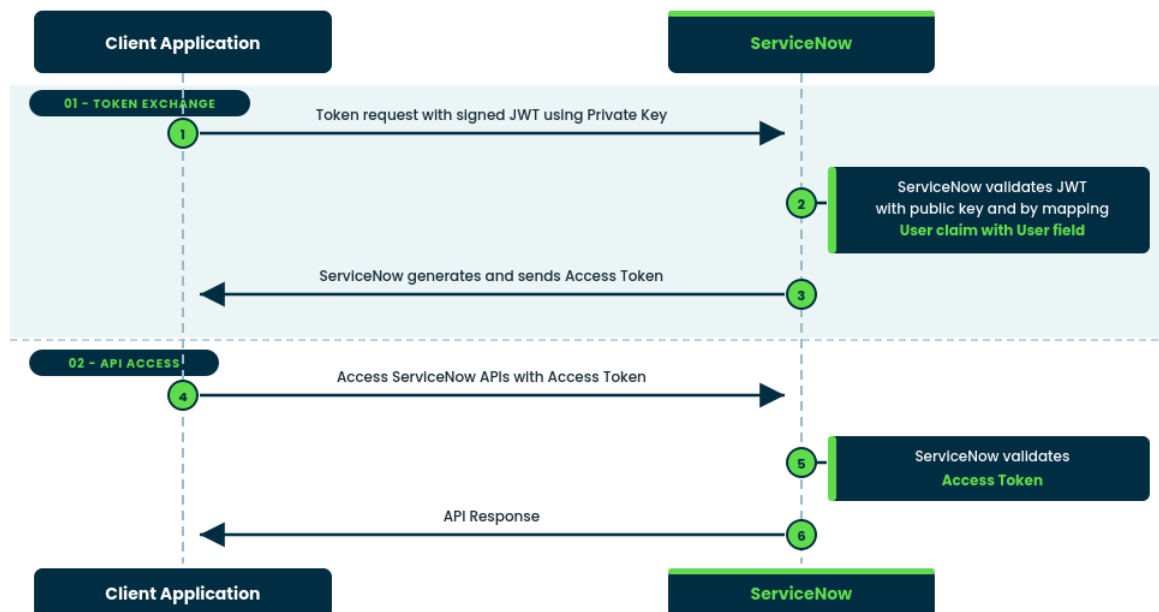 Client Application
ServiceNow
01 - TOKEN EXCHANGE
Token request with signed JWT using Private Key
1
2
ServiceNow validates JWT
with public key and by mapping
User claim with User field
ServiceNow generates and sends Access Token
3
02 - API ACCESS
Access ServiceNow APIs with Access Token
4
5
ServiceNow validates
Access Token
API Response
6
Client Application
ServiceNow